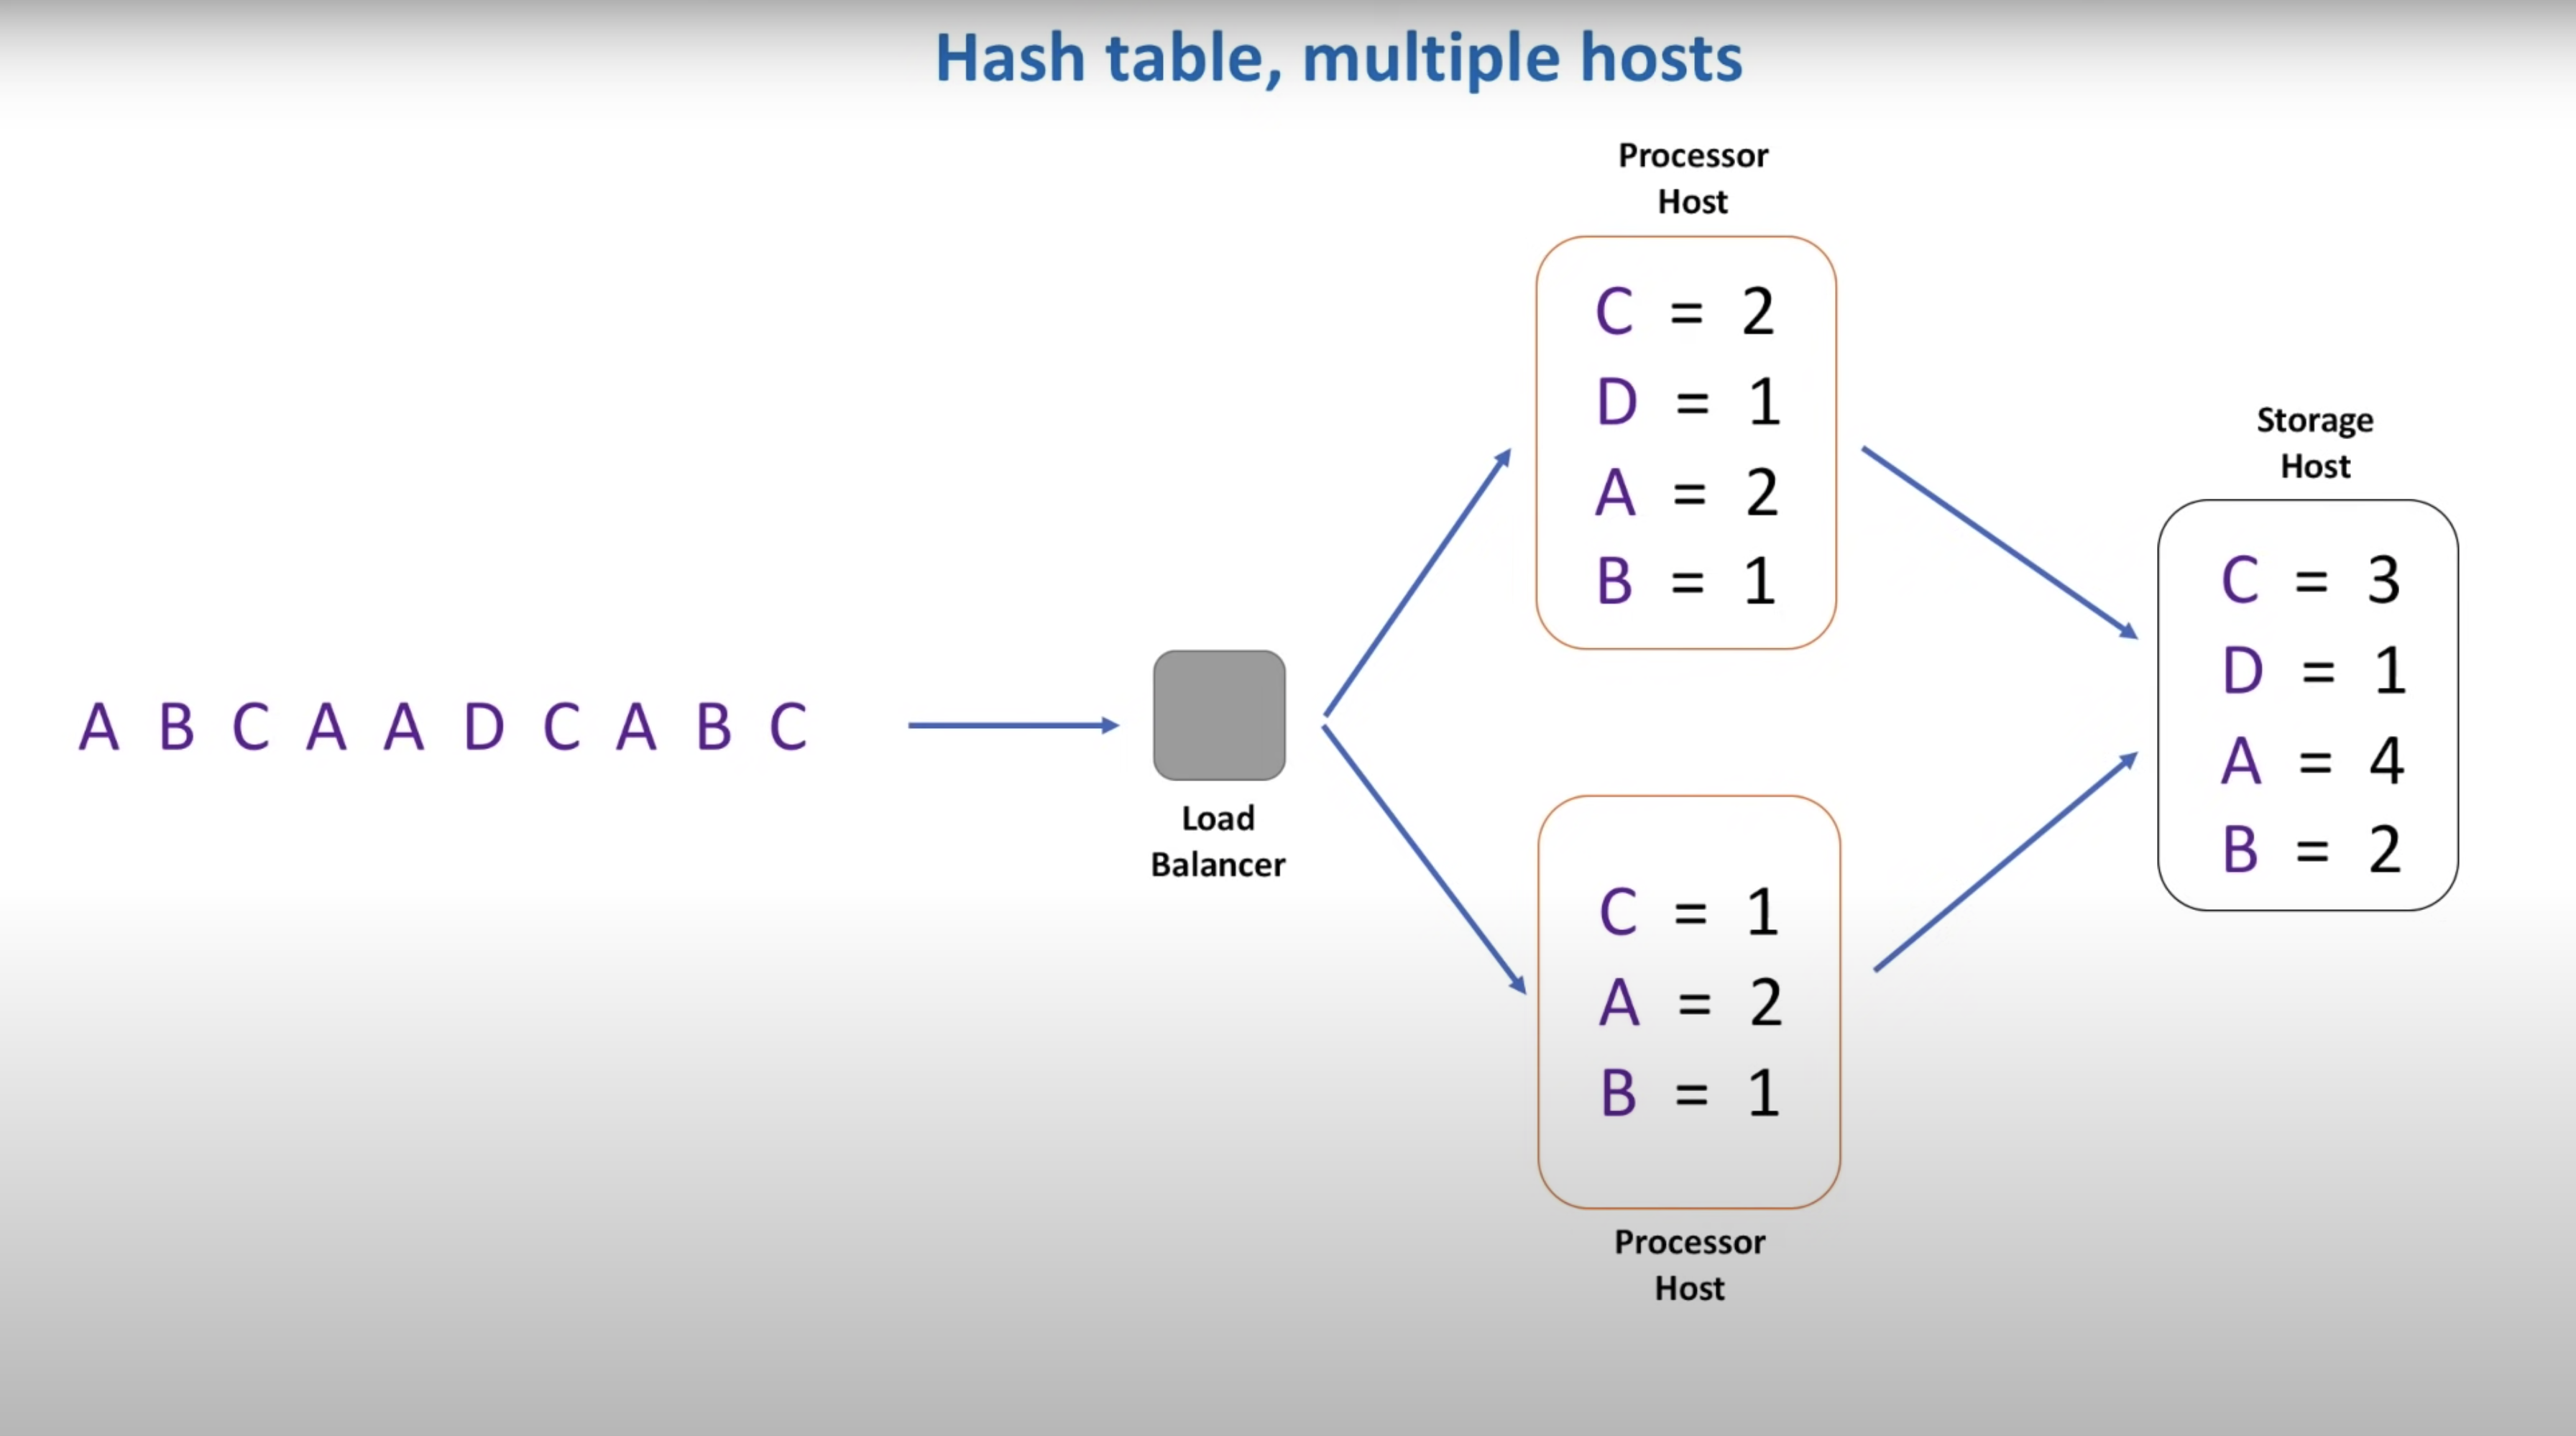 Hash table, multiple hosts
A B C A A D C A B C
Load
Balancer
Processor
Host
C = 2
D = 1
A = 2
B = 1
C = 1
A = 2
B = 1
Processor
Host
Storage
Host
C = 3
D = 1
A = 4
B = 2